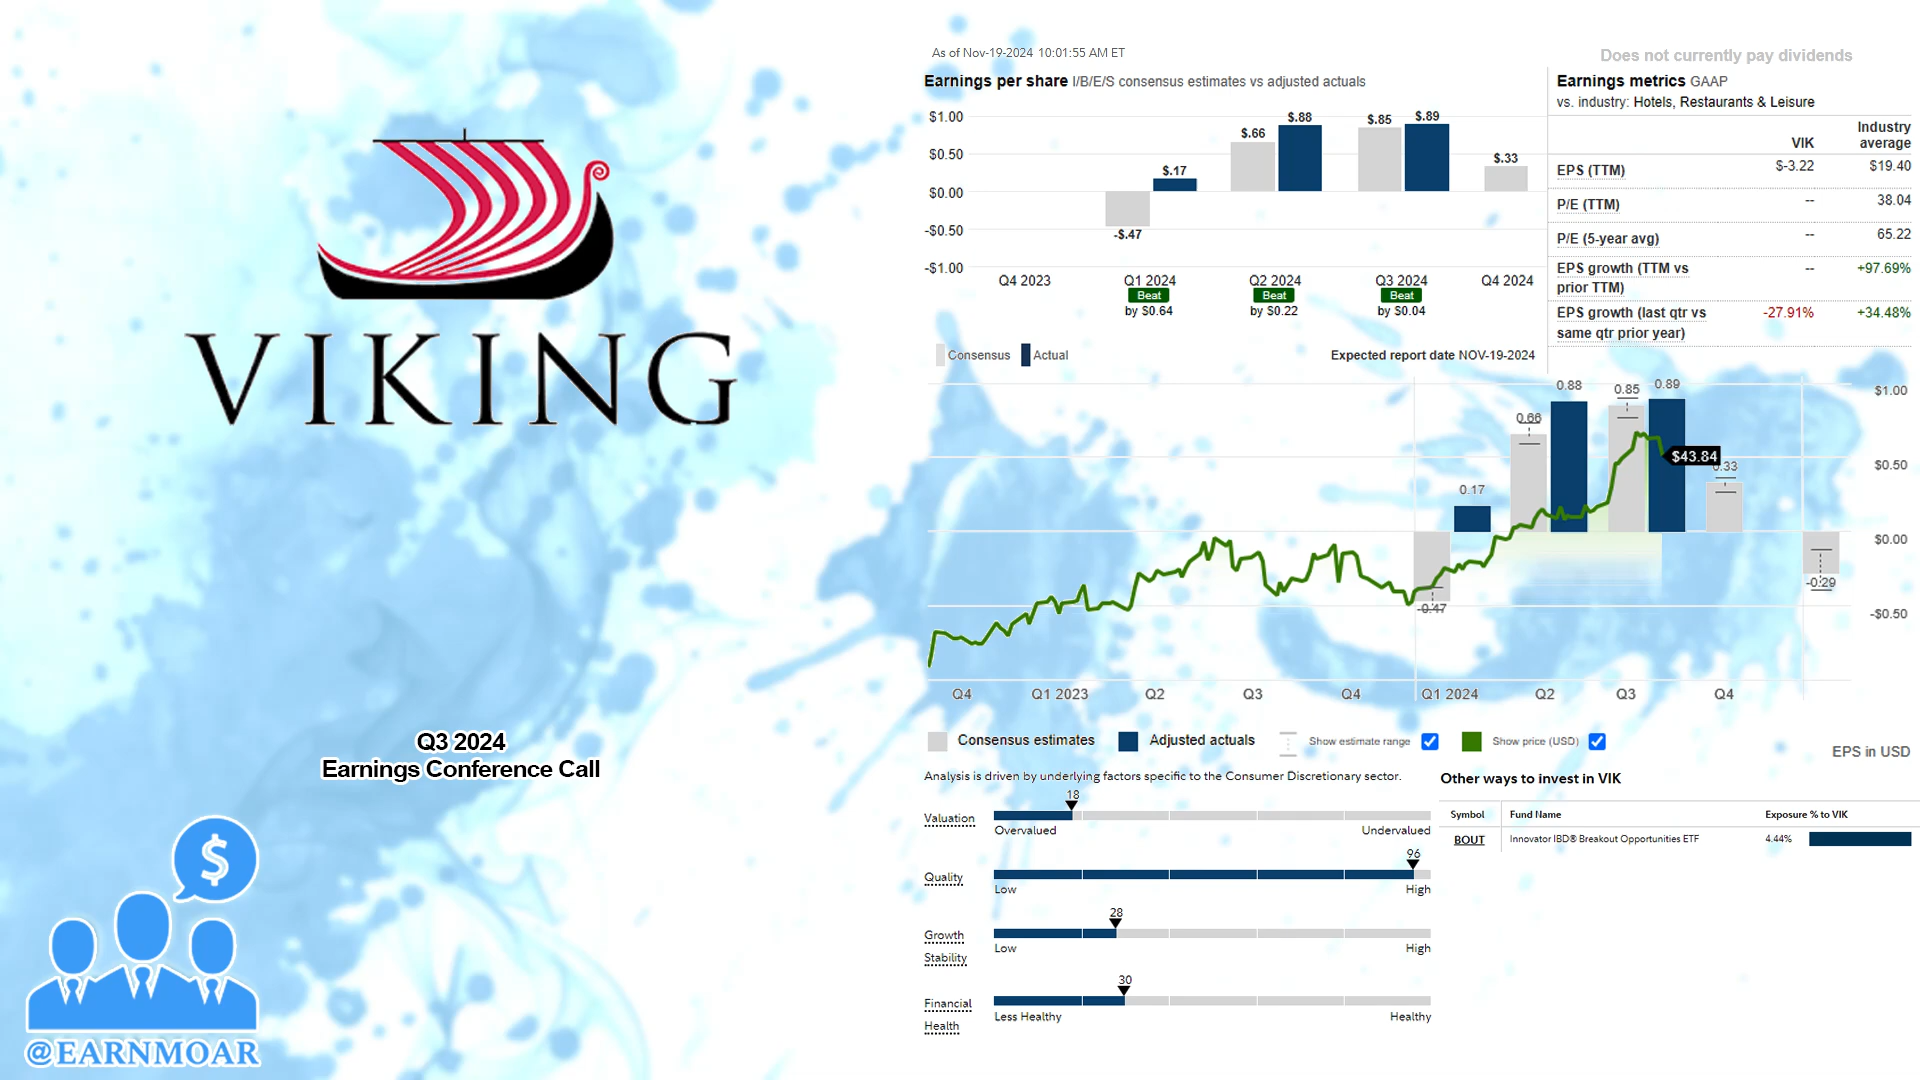 VIKING
Q3 2024
Earnings Conference Call
$
@EARNMOAR
As of Nov-19-2024 10:01:55 AM ET
Does not currently pay dividends
Earnings per share I/B/E/S consensus estimates vs adjusted actuals
$1.00
$0.50
$0.00
-$0.50
-$1.00
-$.47
$.17
$.66
$.88
$.85
$.89
$.33
Q4 2023
Q1 2024
Q2 2024
Q3 2024
Q4 2024
Beat
Beat
Beat
by $0.64
by $0.22
by $0.04
Consensus
Actual
Expected report date NOV-19-2024
Earnings metrics GAAP
vs. industry: Hotels, Restaurants & Leisure
VIK
Industry
average
EPS (TTM)
$-3.22
$19.40
P/E (TTM)
--
38.04
P/E (5-year avg)
--
65.22
EPS growth (TTM vs
prior TTM)
--
+97.69%
EPS growth (last qtr vs
same qtr prior year)
-27.91%
+34.48%
-0.47
0.17
0.66
0.88
0.85
0.89
$43.84
0.33
-0.29
$1.00
$0.50
$0.00
-$0.50
Q4
Q1 2023
Q2
Q3
Q4
Q1 2024
Q2
Q3
Q4
Consensus estimates
Adjusted actuals
Show estimate range
Show price (USD)
EPS in USD
Analysis is driven by underlying factors specific to the Consumer Discretionary sector.
Valuation
18
Overvalued
Undervalued
Quality
96
Low
High
Growth
Stability
28
Low
High
Financial
Health
30
Less Healthy
Healthy
Other ways to invest in VIK
Symbol
Fund Name
Exposure % to VIK
BOUT
Innovator IBD® Breakout Opportunities ETF
4.44%